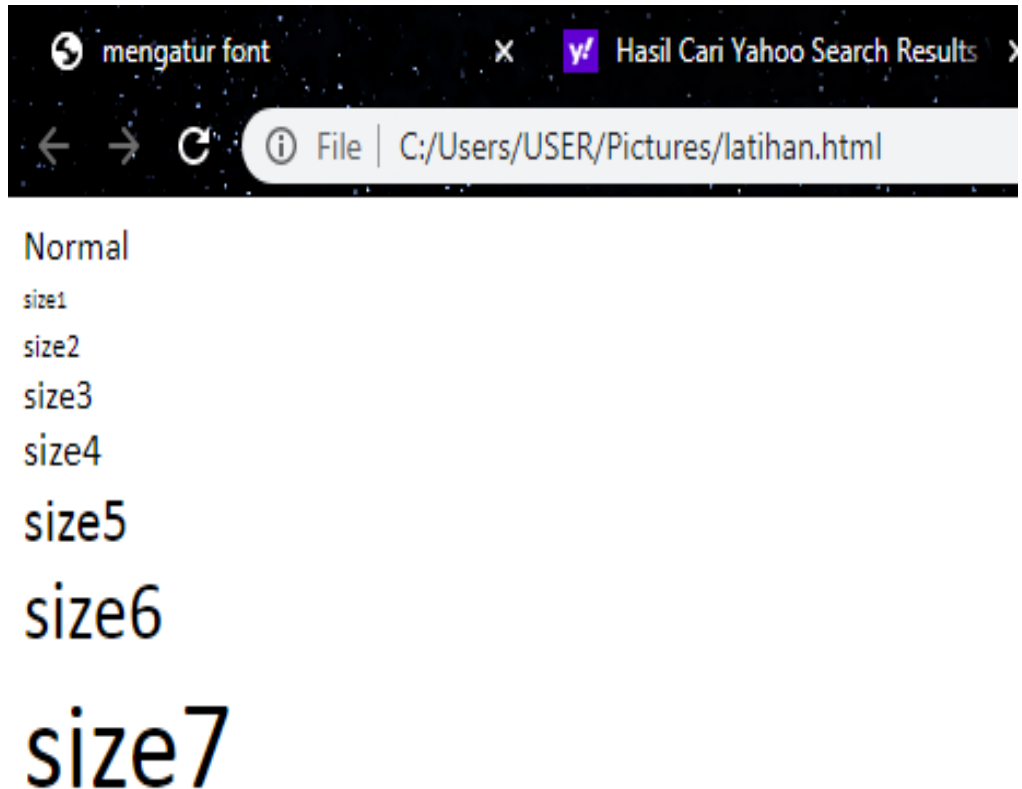 mengatur font
y! Hasil Cari Yahoo Search Results
File | C:/Users/USER/Pictures/latihan.html
Normal
size1
size2
size3
size4
size5
size6
size7